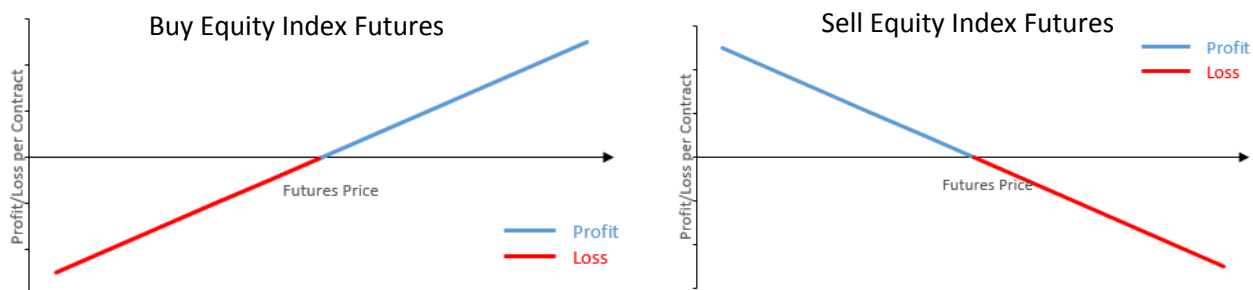 Buy Equity Index Futures
Profit/Loss per Contract
Futures Price
Profit
Loss
Sell Equity Index Futures
Profit
Loss
Profit/Loss per Contract
Futures Price